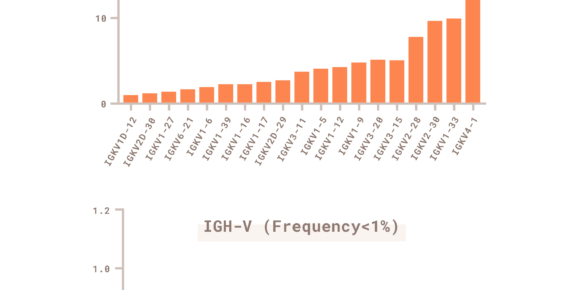 10
0
IGKV1D-12
IGKV2D-30
IGKV1-27
IGKV6-21
IGKV1-6
IGKV1-39
IGKV1-16
IGKV1-17
IGKV2D-29
IGKV3-11
IGKV1-5
IGKV1-12
IGKV1-9
IGKV3-20
IGKV3-15
IGKV2-28
IGKV2-30
IGKV1-33
IGKV4-1
1.2
IGH-V (Frequency<1%)
1.0